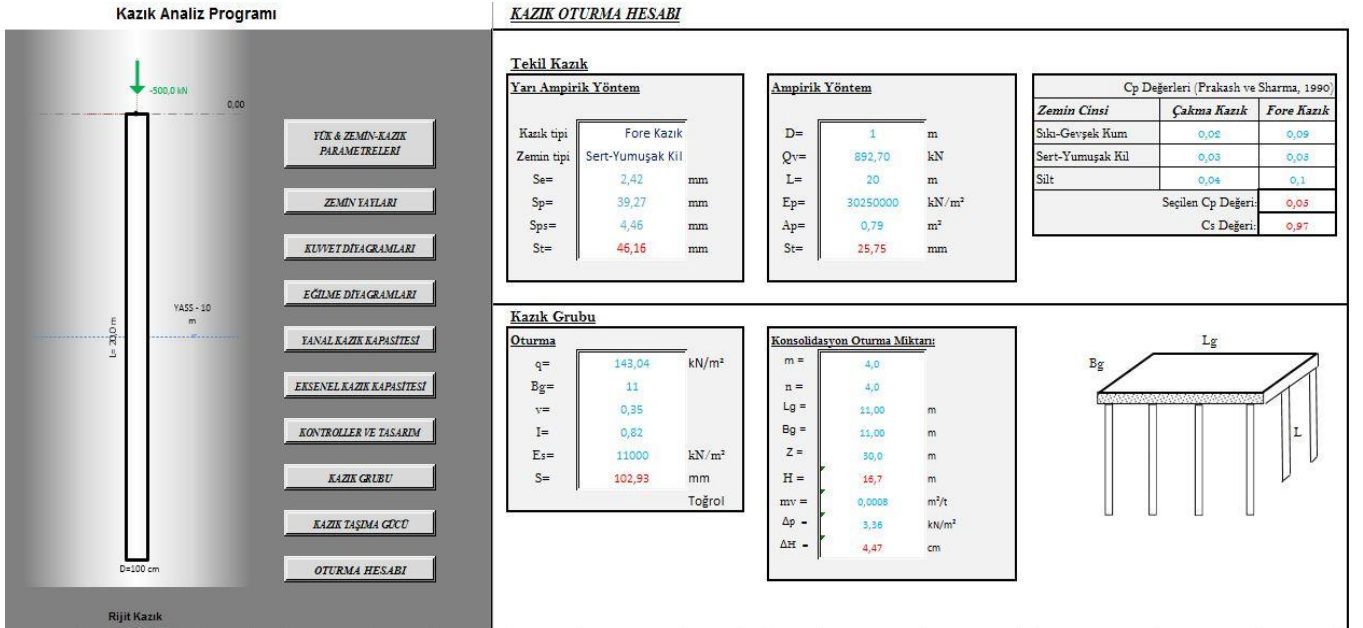 Kazık Analiz Programı
-500,0 kN
0,00
YASS - 10
m
L= 20,0 m
D=100 cm
Rijit Kazık
YÜK & ZEMİN-KAZIK
PARAMETRELERİ
ZEMİN YAYLARI
KUVVET DİYAGRAMLARI
EĞİLME DİYAGRAMLARI
YANAL KAZIK KAPASİTESİ
EKSENEL KAZIK KAPASİTESİ
KONTROLLER VE TASARIM
KAZIK GRUBU
KAZIK TAŞIMA GÜCÜ
OTURMA HESABI
KAZIK OTURMA HESABI
Tekil Kazık
Yarı Ampirik Yöntem
Kazık tipi Fore Kazık
Zemin tipi Sert-Yumuşak Kil
Se= 2,42 mm
Sp= 39,27 mm
Sps= 4,46 mm
St= 46,16 mm
Ampirik Yöntem
D= 1 m
Qv= 892,70 kN
L= 20 m
Ep= 30250000 kN/m²
Ap= 0,79 m²
St= 25,75 mm
Cp Değerleri (Prakash ve Sharma, 1990)
Zemin Cinsi Çakma Kazık Fore Kazık
Sıkı-Gevşek Kum 0,02 0,09
Sert-Yumuşak Kil 0,03 0,05
Silt 0,04 0,1
Seçilen Cp Değeri: 0,05
Cs Değeri: 0,97
Kazık Grubu
Oturma
q= 143,04 kN/m²
Bg= 11
v= 0,35
I= 0,82
Es= 11000 kN/m²
S= 102,93 mm
Toğrol
Konsolidasyon Oturma Miktarı:
m = 4,0
n = 4,0
Lg = 11,00 m
Bg = 11,00 m
Z = 30,0 m
H = 16,7 m
mv = 0,0008 m²/t
Δp = 3,36 kN/m²
ΔH = 4,47 cm
Lg
Bg
L